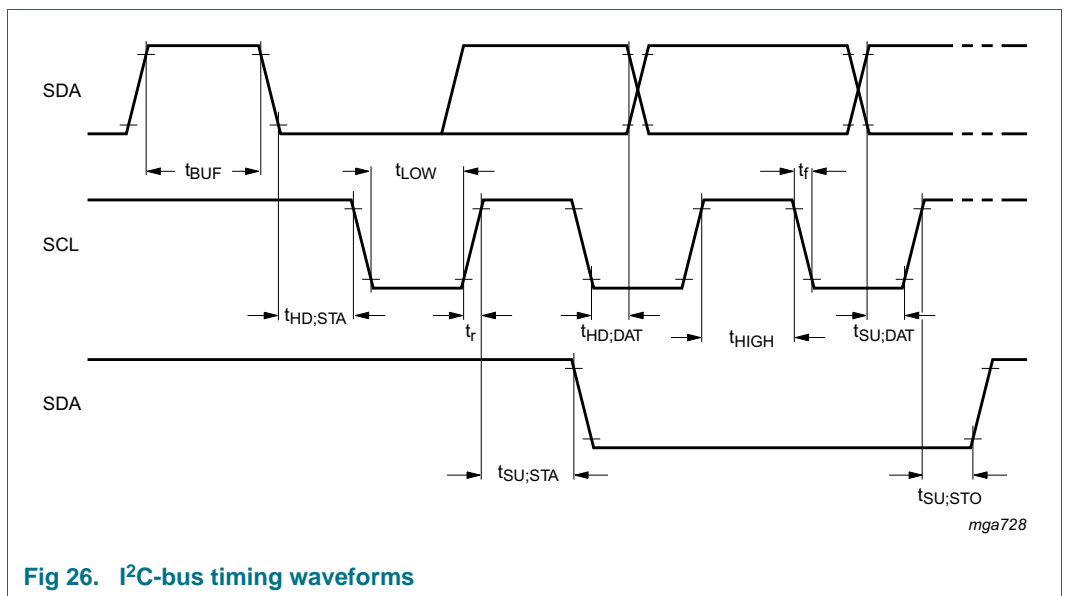 SDA
tBUF
tLOW
tf
SCL
tHD;STA
tr
tHD;DAT
tHIGH
tSU;DAT
SDA
tSU;STA
tSU;STO
mga728
Fig 26. I²C-bus timing waveforms